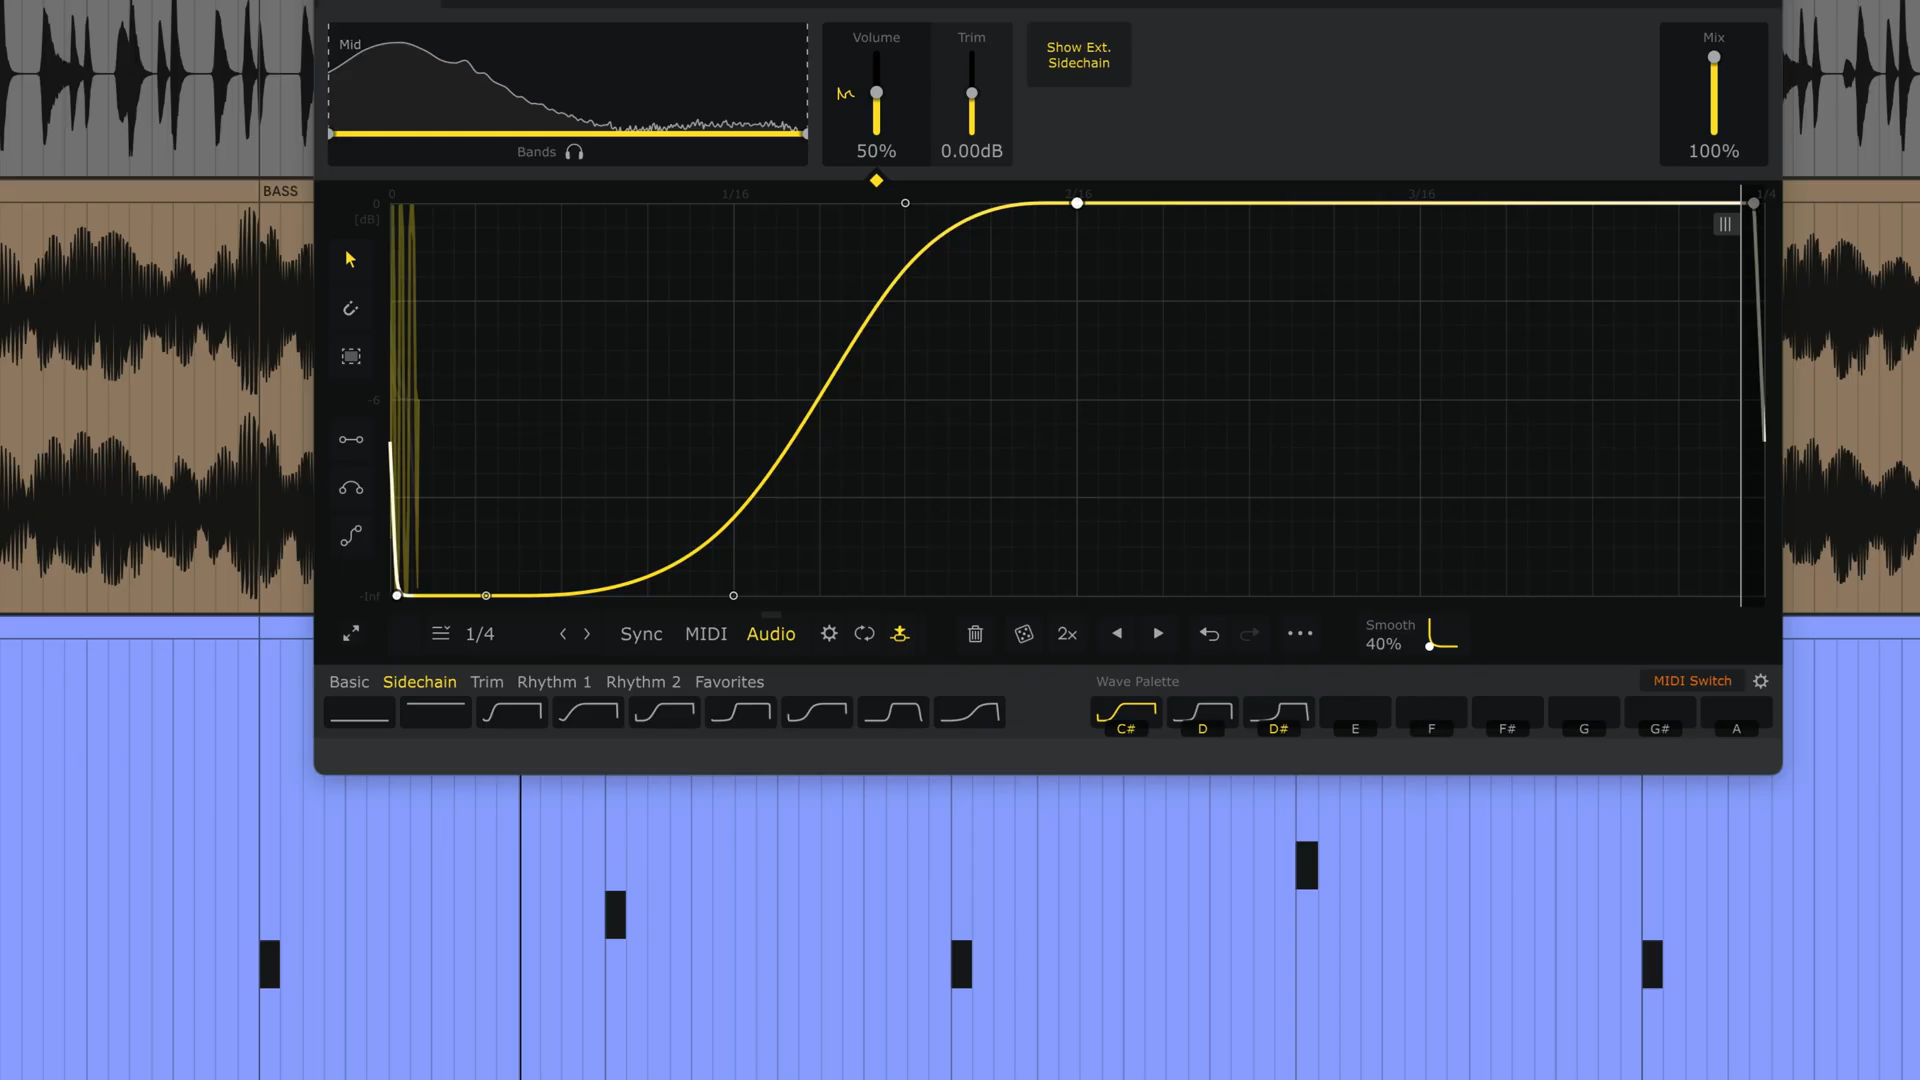 Mid
Volume
Trim
Show Ext.
Sidechain
Mix
Bands
50%
0.00dB
100%
BASS
0
1/16
2/16
3/16
1/4
0
[dB]
-6
-Inf
1/4
Sync
MIDI
Audio
2x
Smooth
40%
Basic
Sidechain
Trim
Rhythm 1
Rhythm 2
Favorites
Wave Palette
MIDI Switch
C#
D
D#
E
F
F#
G
G#
A